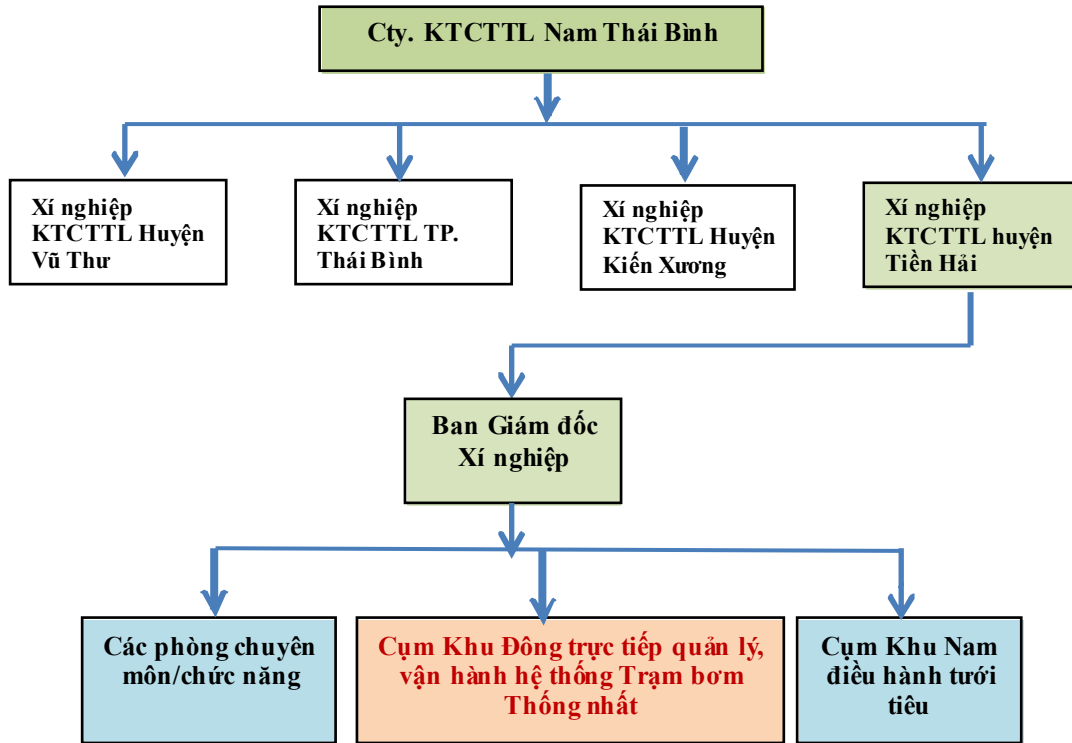 Cty. KTCTTL Nam Thái Bình
Xí nghiệp
KTCTTL Huyện
Vũ Thư
Xí nghiệp
KTCTTL TP.
Thái Bình
Xí nghiệp
KTCTTL Huyện
Kiến Xương
Xí nghiệp
KTCTTL huyện
Tiền Hải
Ban Giám đốc
Xí nghiệp
Các phòng chuyên
môn/chức năng
Cụm Khu Đông trực tiếp quản lý,
vận hành hệ thống Trạm bơm
Thống nhất
Cụm Khu Nam
điều hành tưới
tiêu